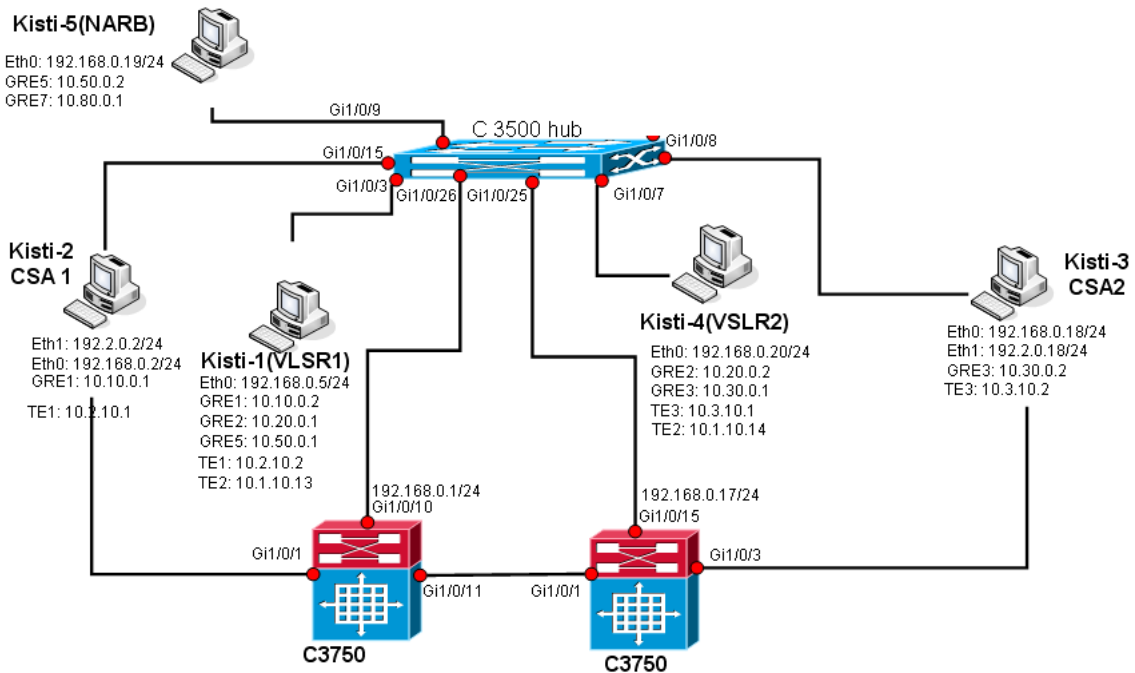 Kisti-5(NARB)
Eth0: 192.168.0.19/24
GRE5: 10.50.0.2
GRE7: 10.80.0.1
Gi1/0/9
C 3500 hub
Gi1/0/8
Gi1/0/15
Gi1/0/3
Gi1/0/26
Gi1/0/25
Gi1/0/7
Kisti-2
CSA 1
Eth1: 192.2.0.2/24
Eth0: 192.168.0.2/24
GRE1: 10.10.0.1
TE1: 10.2.10.1
Kisti-1(VLSR1)
Eth0: 192.168.0.5/24
GRE1: 10.10.0.2
GRE2: 10.20.0.1
GRE5: 10.50.0.1
TE1: 10.2.10.2
TE2: 10.1.10.13
Kisti-4(VSLR2)
Eth0: 192.168.0.20/24
GRE2: 10.20.0.2
GRE3: 10.30.0.1
TE3: 10.3.10.1
TE2: 10.1.10.14
Kisti-3
CSA2
Eth0: 192.168.0.18/24
Eth1: 192.2.0.18/24
GRE3: 10.30.0.2
TE3: 10.3.10.2
192.168.0.1/24
Gi1/0/10
192.168.0.17/24
Gi1/0/15
Gi1/0/1
Gi1/0/11
Gi1/0/1
Gi1/0/3
C3750
C3750